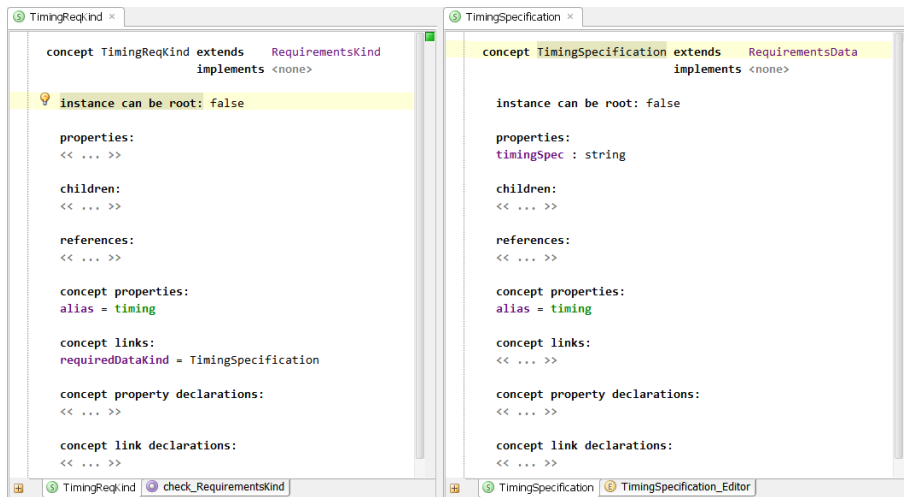 TimingReqKind ×
concept TimingReqKind extends RequirementsKind
implements <none>
instance can be root: false
properties:
<< ... >>
children:
<< ... >>
references:
<< ... >>
concept properties:
alias = timing
concept links:
requiredDataKind = TimingSpecification
concept property declarations:
<< ... >>
concept link declarations:
<< ... >>
TimingReqKind check_RequirementsKind
TimingSpecification ×
concept TimingSpecification extends RequirementsData
implements <none>
instance can be root: false
properties:
timingSpec : string
children:
<< ... >>
references:
<< ... >>
concept properties:
alias = timing
concept links:
<< ... >>
concept property declarations:
<< ... >>
concept link declarations:
<< ... >>
TimingSpecification TimingSpecification_Editor